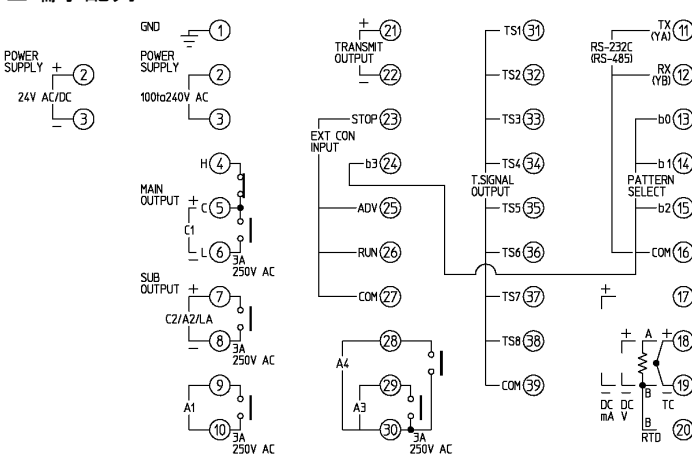 GND
1
POWER
SUPPLY
+
2
24V AC/DC
−
3
POWER
SUPPLY
2
100to240V AC
3
H
4
MAIN
OUTPUT
+
C
5
C1
−
L
6
3A
250V AC
SUB
OUTPUT
+
7
C2/A2/LA
−
8
3A
250V AC
9
A1
10
3A
250V AC
+
21
TRANSMIT
OUTPUT
−
22
STOP
23
EXT CON
INPUT
b3
24
ADV
25
RUN
26
COM
27
28
A4
29
A3
30
3A
250V AC
TS1
31
TS2
32
TS3
33
TS4
34
T.SIGNAL
OUTPUT
TS5
35
TS6
36
TS7
37
TS8
38
COM
39
TX
(YA)
11
RS-232C
(RS-485)
RX
(YB)
12
b0
13
b1
14
PATTERN
SELECT
b2
15
COM
16
+
17
+
A
+
18
−
−
B
−
19
DC
mA
DC
V
TC
B
RTD
20